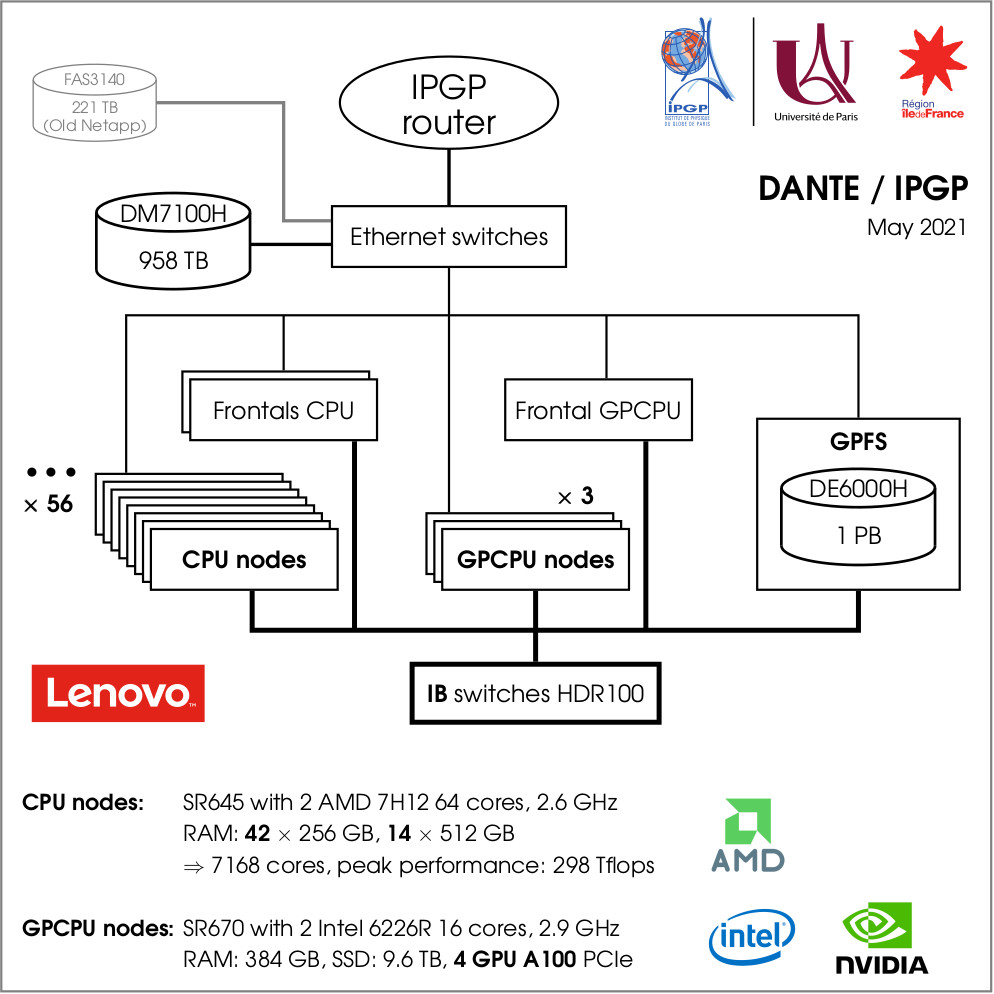 FAS3140
221 TB
(Old Netapp)
IPGP
router
iPGP
INSTITUT DE PHYSIQUE
DU GLOBE DE PARIS
Université de Paris
Région
îledeFrance
DANTE / IPGP
May 2021
DM7100H
958 TB
Ethernet switches
Frontals CPU
Frontal GPCPU
GPFS
DE6000H
1 PB
•••
× 56
× 3
CPU nodes
GPCPU nodes
IB switches HDR100
Lenovo™
CPU nodes: SR645 with 2 AMD 7H12 64 cores, 2.6 GHz
RAM: 42 × 256 GB, 14 × 512 GB
⇒ 7168 cores, peak performance: 298 Tflops
AMD
GPCPU nodes: SR670 with 2 Intel 6226R 16 cores, 2.9 GHz
RAM: 384 GB, SSD: 9.6 TB, 4 GPU A100 PCIe
intel
NVIDIA